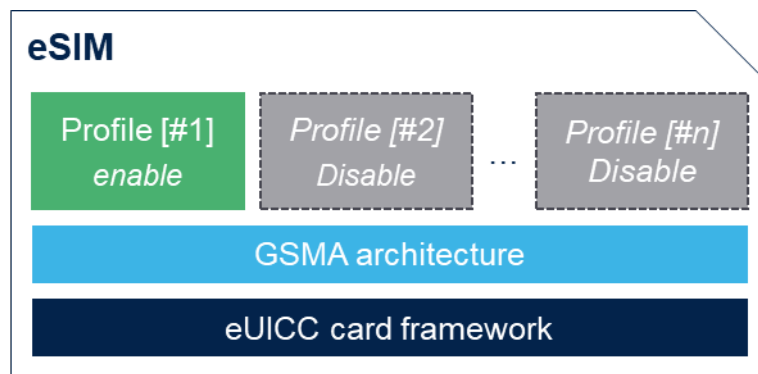 eSIM
Profile [#1]
enable
Profile [#2]
Disable
...
Profile [#n]
Disable
GSMA architecture
eUICC card framework